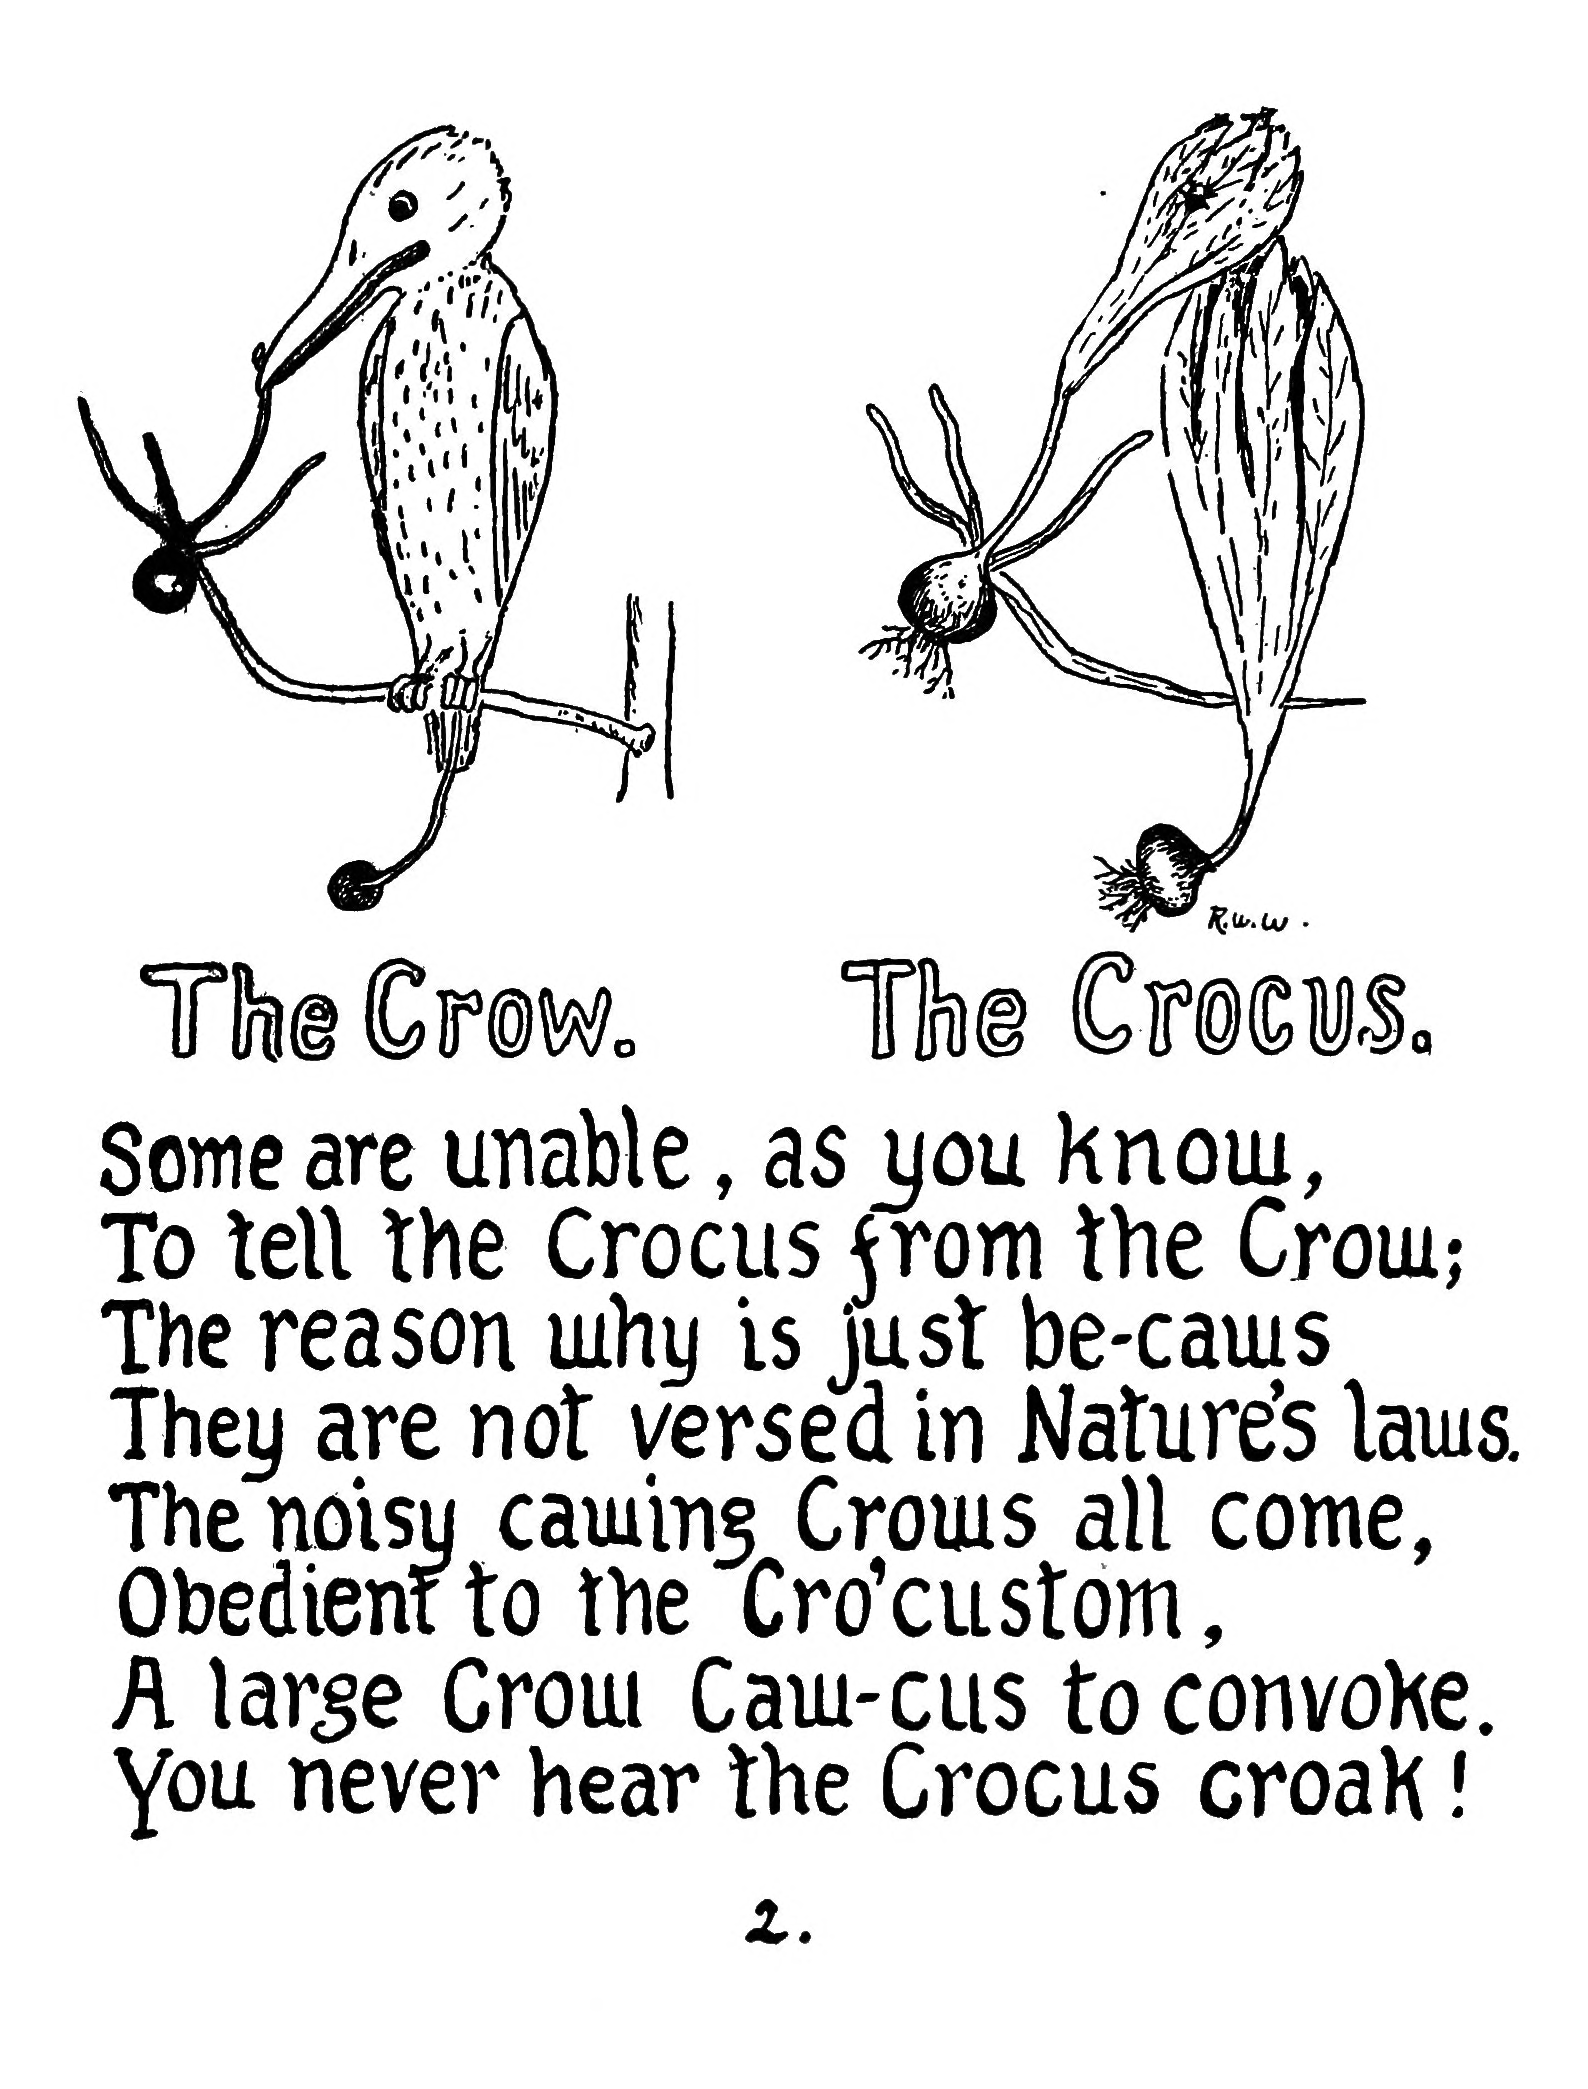 R.W.W.
The Crow. The Crocus.
Some are unable, as you know,
To tell the Crocus from the Crow;
The reason why is just be-caws
They are not versed in Nature's laws.
The noisy cawing Crows all come,
Obedient to the Cro'custom,
A large Crow Caw-cus to convoke.
You never hear the Crocus croak!
2.